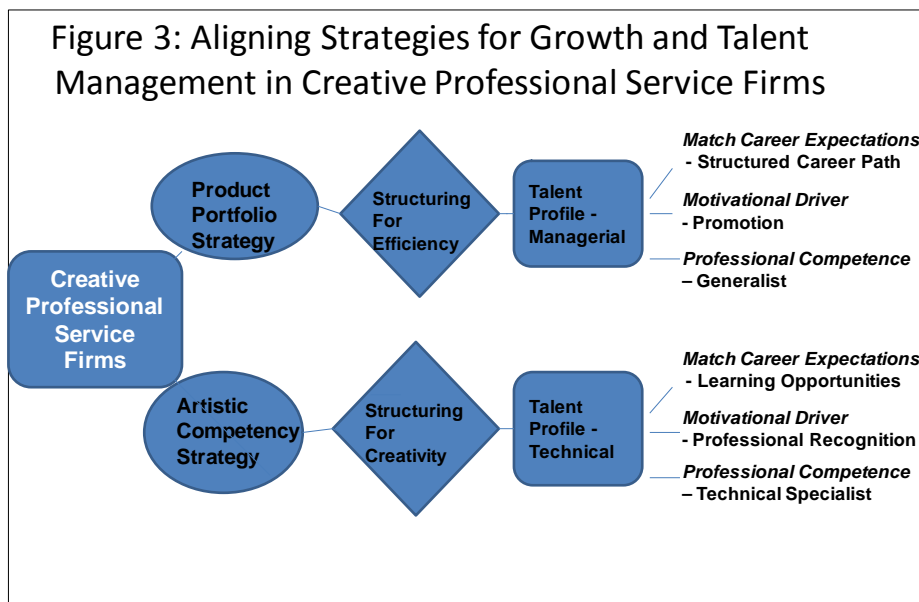 Figure 3: Aligning Strategies for Growth and Talent
Management in Creative Professional Service Firms
Creative
Professional
Service
Firms
Product
Portfolio
Strategy
Structuring
For
Efficiency
Talent
Profile -
Managerial
Match Career Expectations
- Structured Career Path
Motivational Driver
- Promotion
Professional Competence
– Generalist
Artistic
Competency
Strategy
Structuring
For
Creativity
Talent
Profile -
Technical
Match Career Expectations
- Learning Opportunities
Motivational Driver
- Professional Recognition
Professional Competence
– Technical Specialist